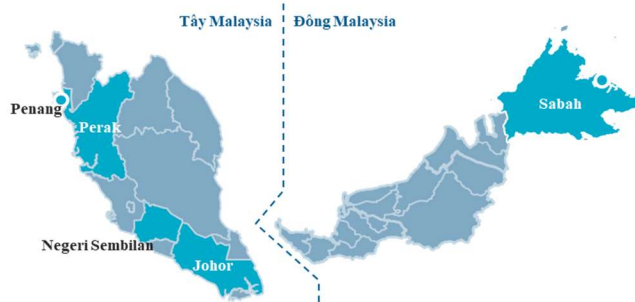 Tây Malaysia
Đông Malaysia
Penang
Perak
Sabah
Negeri Sembilan
Johor